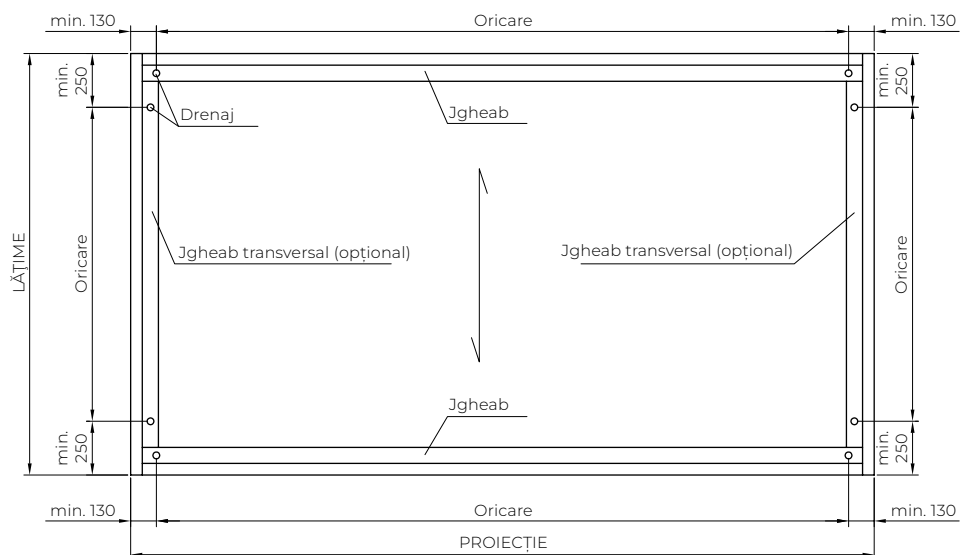 min. 130
Oricare
min. 130
min.
250
min.
250
Drenaj
Jgheab
LĂȚIME
Oricare
Jgheab transversal (opțional)
Jgheab transversal (opțional)
Oricare
Jgheab
min.
250
min.
250
min. 130
Oricare
min. 130
PROIECȚIE